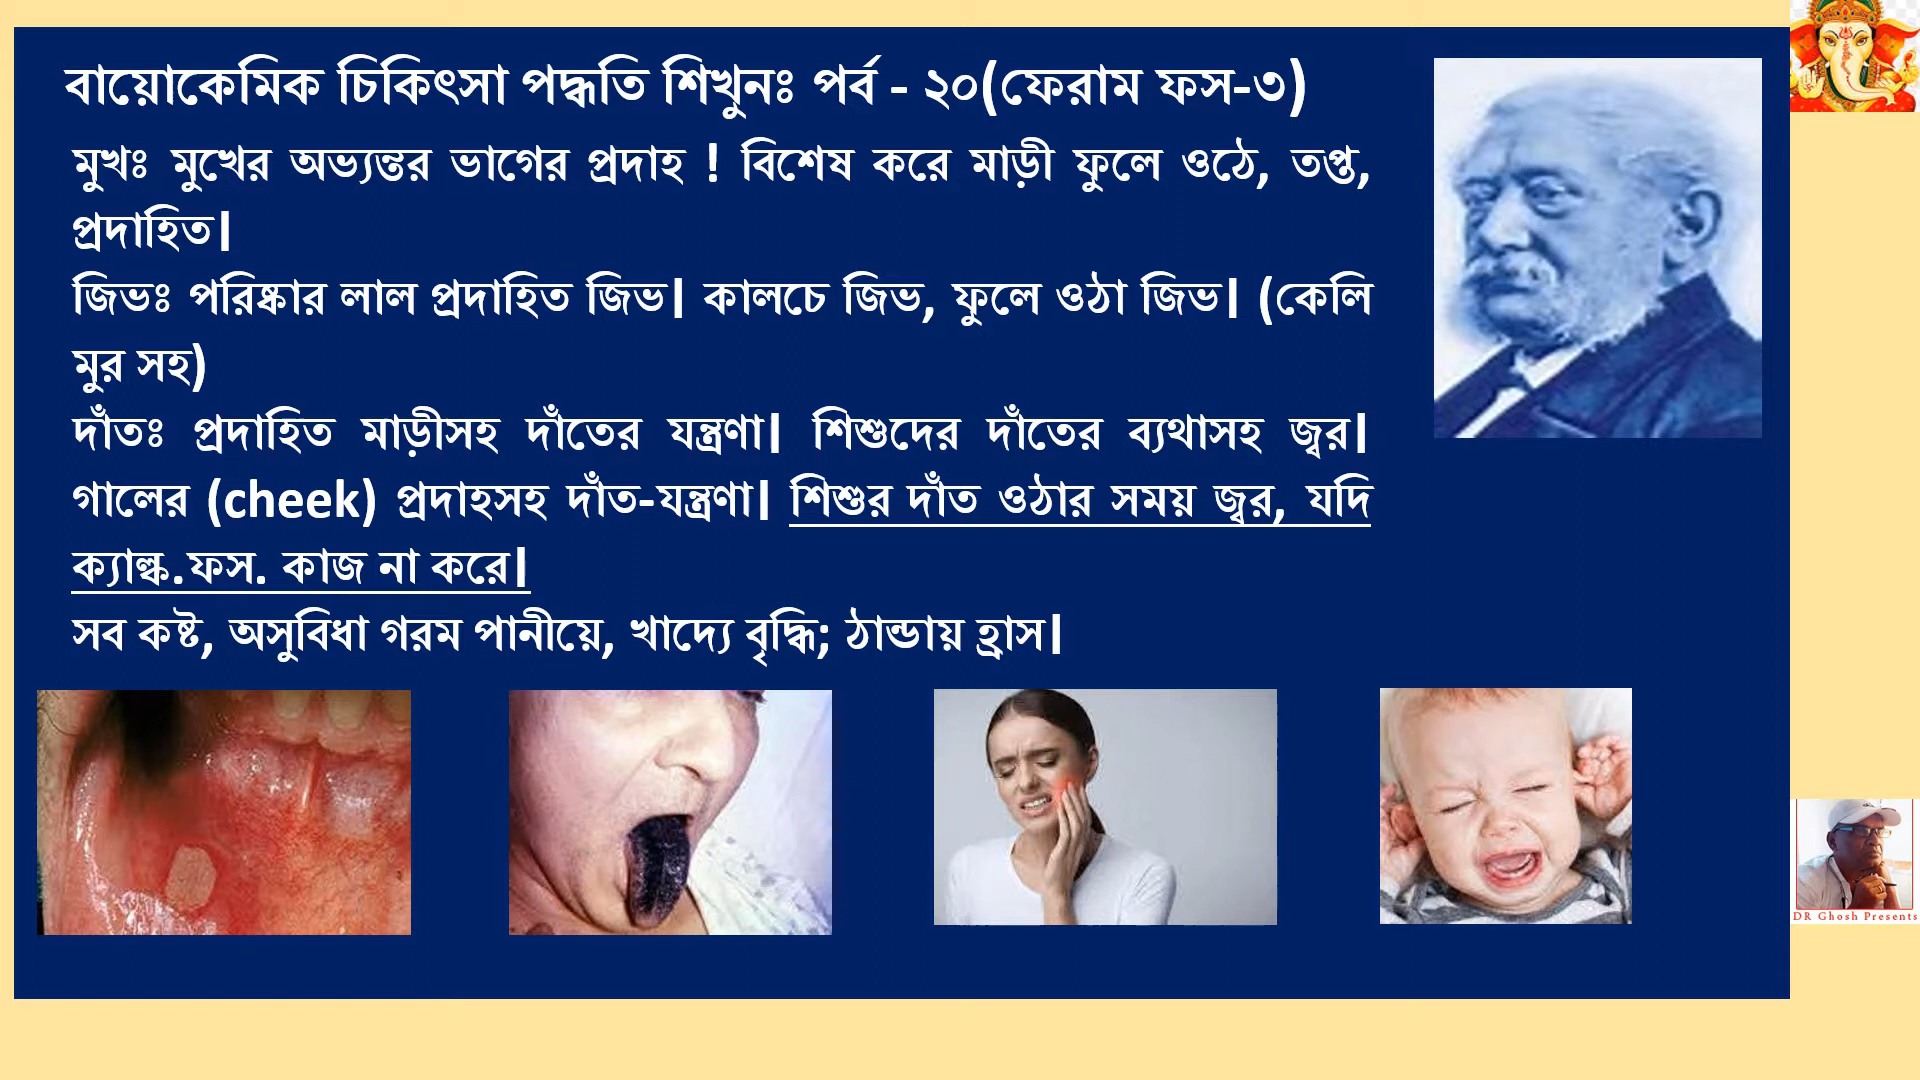 বায়োকেমিক চিকিৎসা পদ্ধতি শিখুনঃ পর্ব - ২০(ফেরাম ফস-৩)
মুখঃ মুখের অভ্যন্তর ভাগের প্রদাহ ! বিশেষ করে মাড়ী ফুলে ওঠে, তপ্ত,
প্রদাহিত।
জিভঃ পরিষ্কার লাল প্রদাহিত জিভ। কালচে জিভ, ফুলে ওঠা জিভ। (কেলি
মুর সহ)
দাঁতঃ প্রদাহিত মাড়ীসহ দাঁতের যন্ত্রণা। শিশুদের দাঁতের ব্যথাসহ জ্বর।
গালের (cheek) প্রদাহসহ দাঁত-যন্ত্রণা। শিশুর দাঁত ওঠার সময় জ্বর, যদি
ক্যাল্ক.ফস. কাজ না করে।
সব কষ্ট, অসুবিধা গরম পানীয়ে, খাদ্যে বৃদ্ধি; ঠান্ডায় হ্রাস।
DR Ghosh Presents